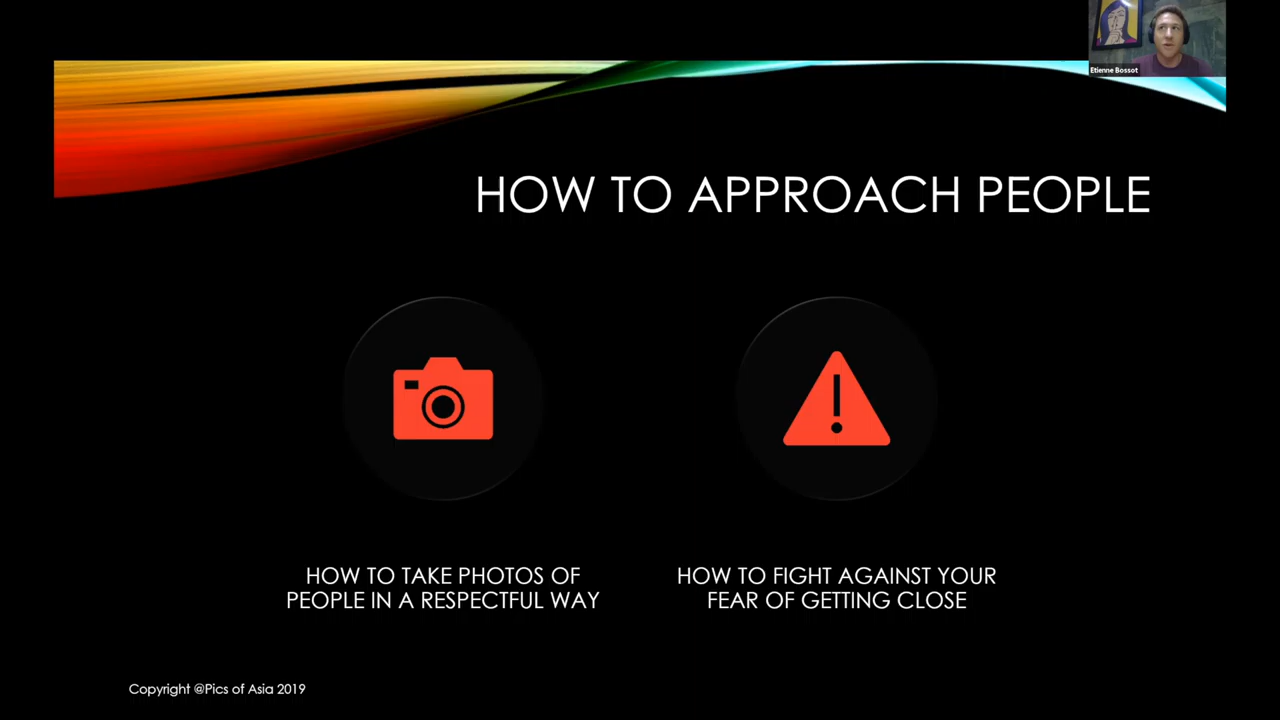 Etienne Bossot
HOW TO APPROACH PEOPLE
HOW TO TAKE PHOTOS OF
PEOPLE IN A RESPECTFUL WAY
HOW TO FIGHT AGAINST YOUR
FEAR OF GETTING CLOSE
Copyright @Pics of Asia 2019